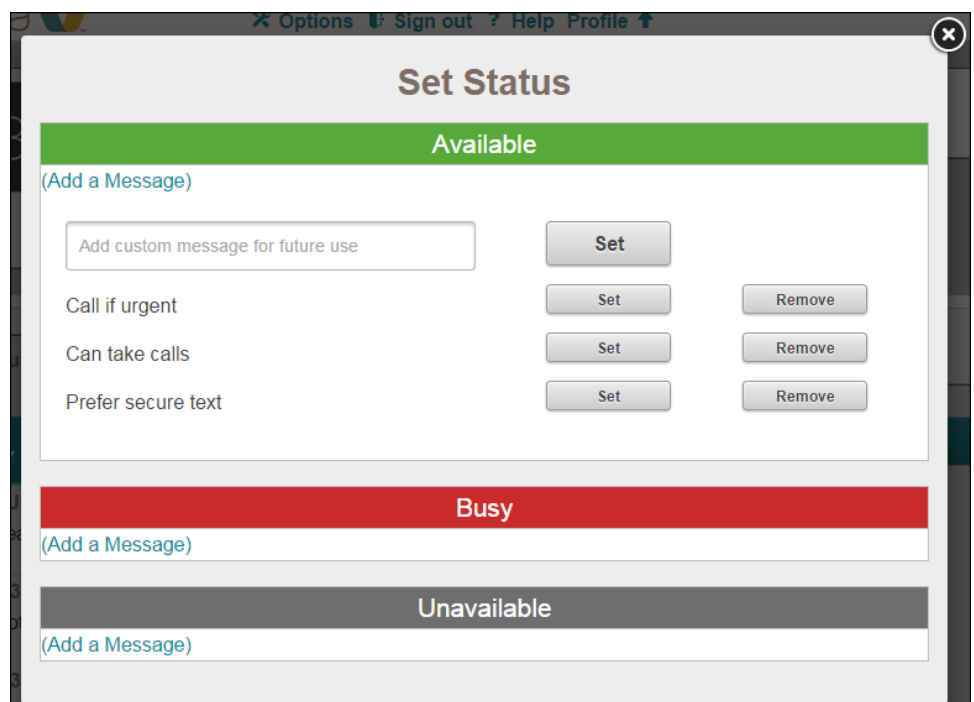 Options Sign out ? Help Profile
Set Status
Available
(Add a Message)
Add custom message for future use Set
Call if urgent Set Remove
Can take calls Set Remove
Prefer secure text Set Remove
Busy
(Add a Message)
Unavailable
(Add a Message)